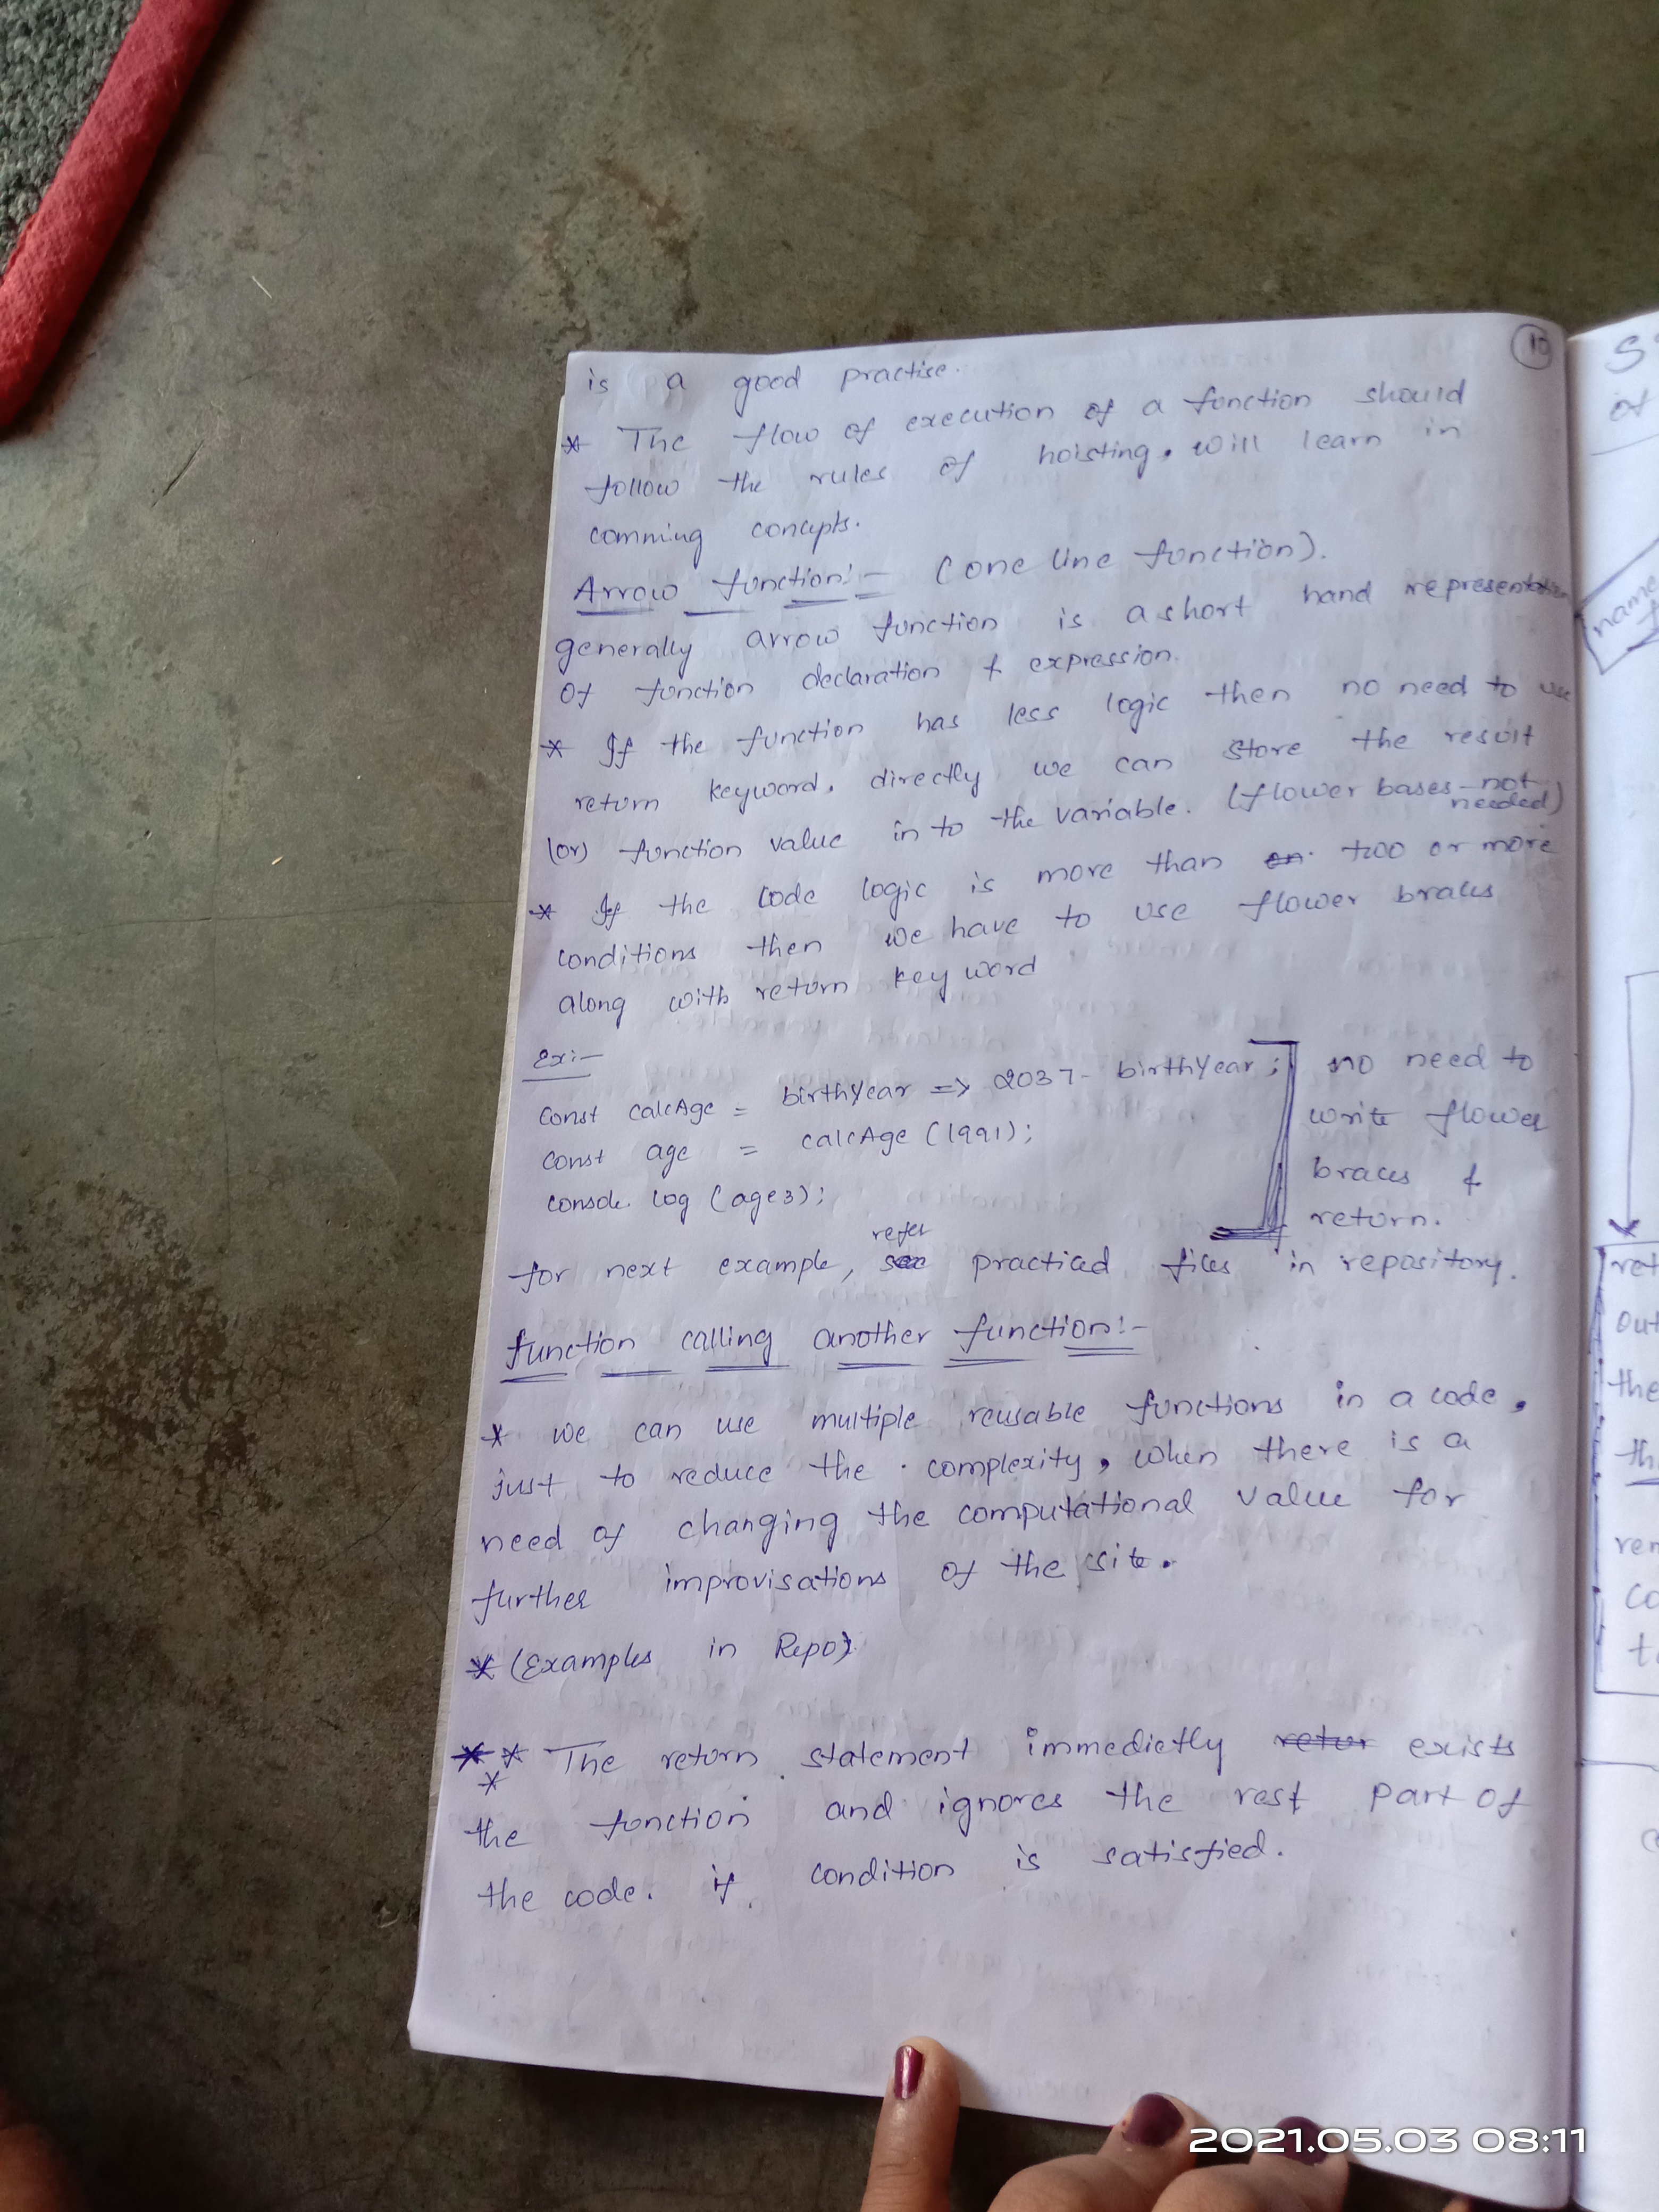 10
is a good practise.
* The flow of execution of a function should
follow the rules of hoisting, will learn in
comming concepts.
Arrow function:- (one line function).
generally arrow function is a short hand representation
of function declaration & expression.
* If the function has less logic then no need to use
return keyword, directly we can store the result
(or) function value in to the variable. (flower bases not needed)
* If the code logic is more than two or more
conditions then we have to use flower braces
along with return key word
Ex:-
const calcAge = birthYear => 2037 - birthYear;
const age = calcAge (1991);
console.log (age3);
no need to
write flower
braces &
return.
for next example, refer practiced files in repository.
function calling another function:-
* we can use multiple reusable functions in a code,
just to reduce the complexity, when there is a
need of changing the computational value for
further improvisations of the site.
* (Examples in Repo).
*** The return statement immedietly exists
the function and ignores the rest part of
the code. if condition is satisfied.
of
name
ret
out
the
th
rem
co
2021.05.03 08:11